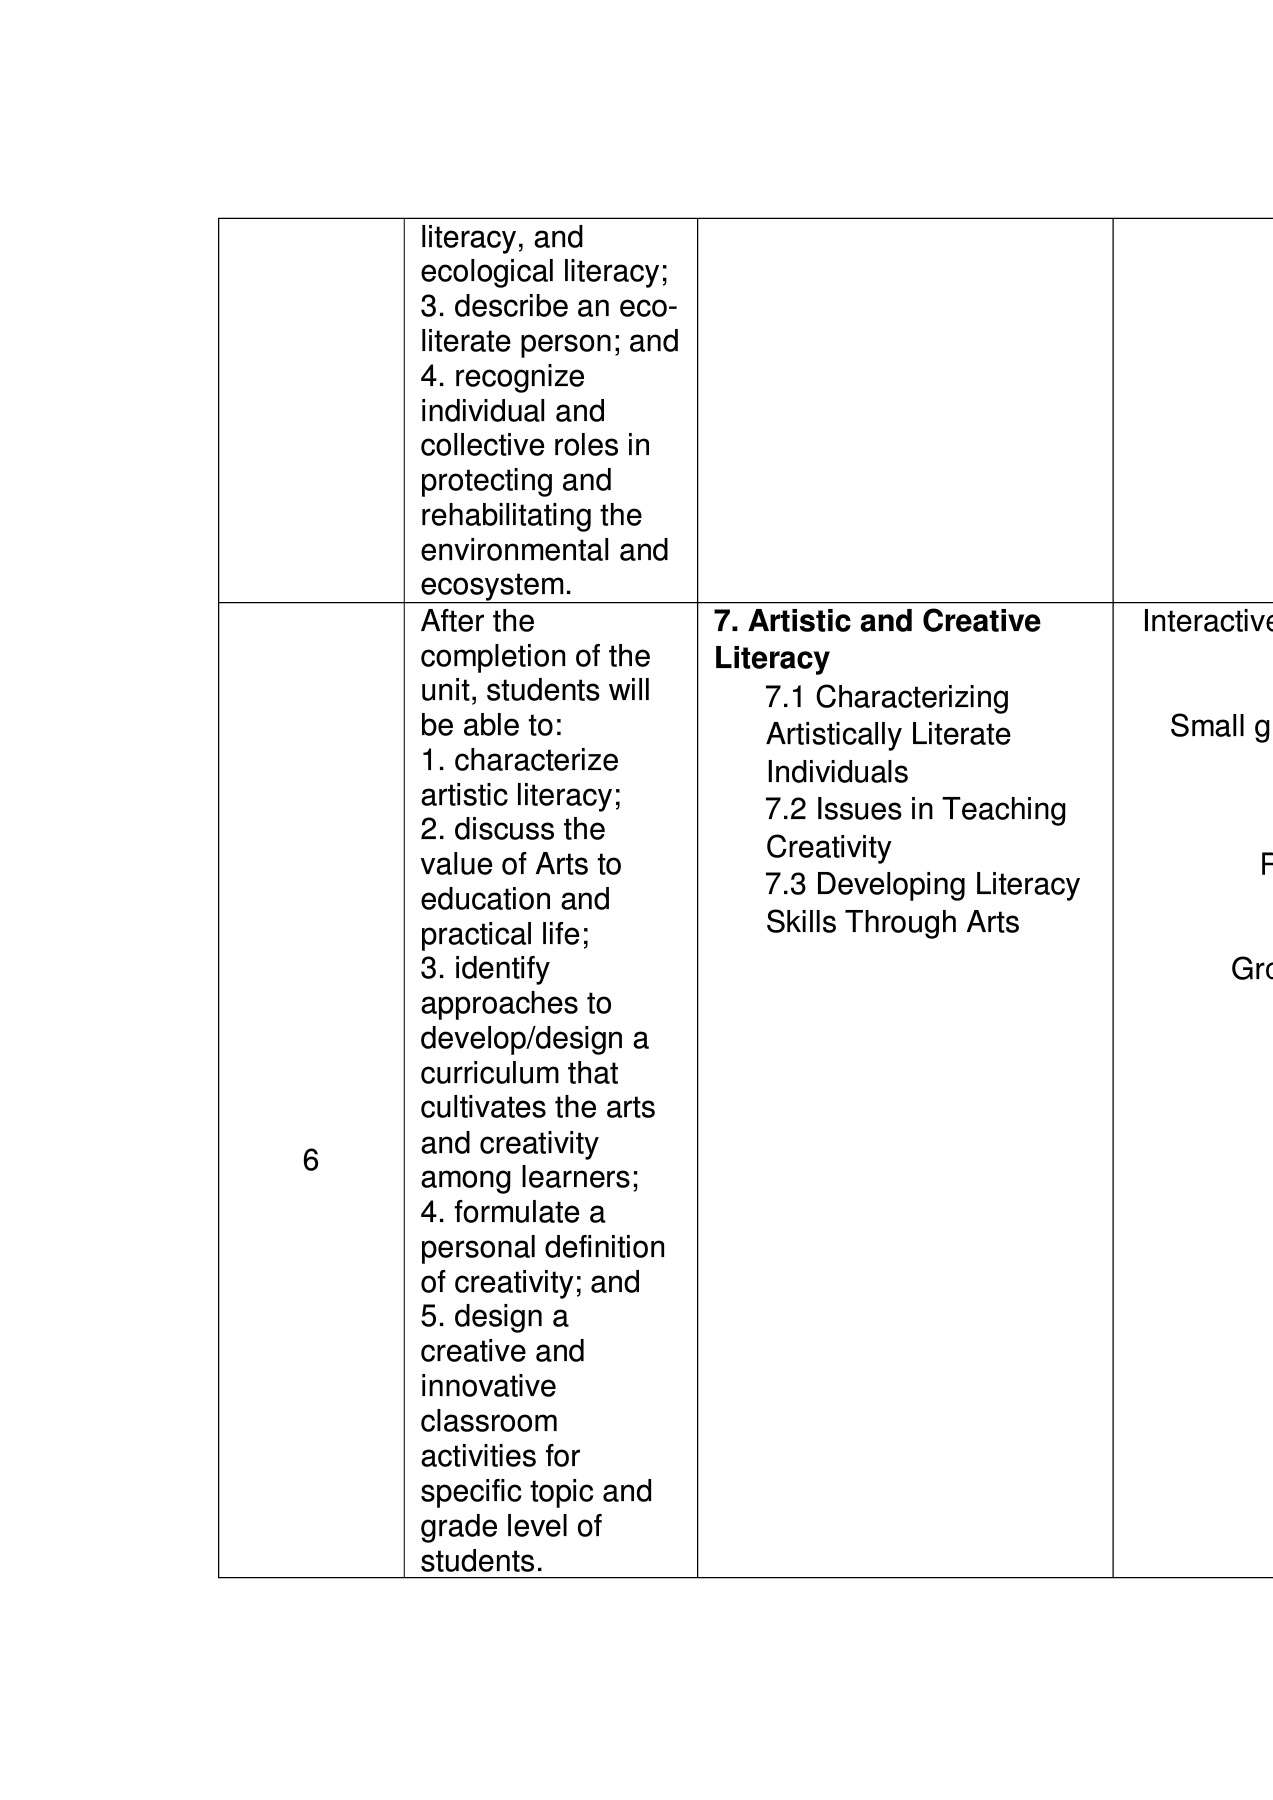 literacy, and
ecological literacy;
3. describe an eco-
literate person; and
4. recognize
individual and
collective roles in
protecting and
rehabilitating the
environmental and
ecosystem.
6
After the
completion of the
unit, students will
be able to:
1. characterize
artistic literacy;
2. discuss the
value of Arts to
education and
practical life;
3. identify
approaches to
develop/design a
curriculum that
cultivates the arts
and creativity
among learners;
4. formulate a
personal definition
of creativity; and
5. design a
creative and
innovative
classroom
activities for
specific topic and
grade level of
students.
7. Artistic and Creative
Literacy
7.1 Characterizing
Artistically Literate
Individuals
7.2 Issues in Teaching
Creativity
7.3 Developing Literacy
Skills Through Arts
Interactive
Small g
Gro